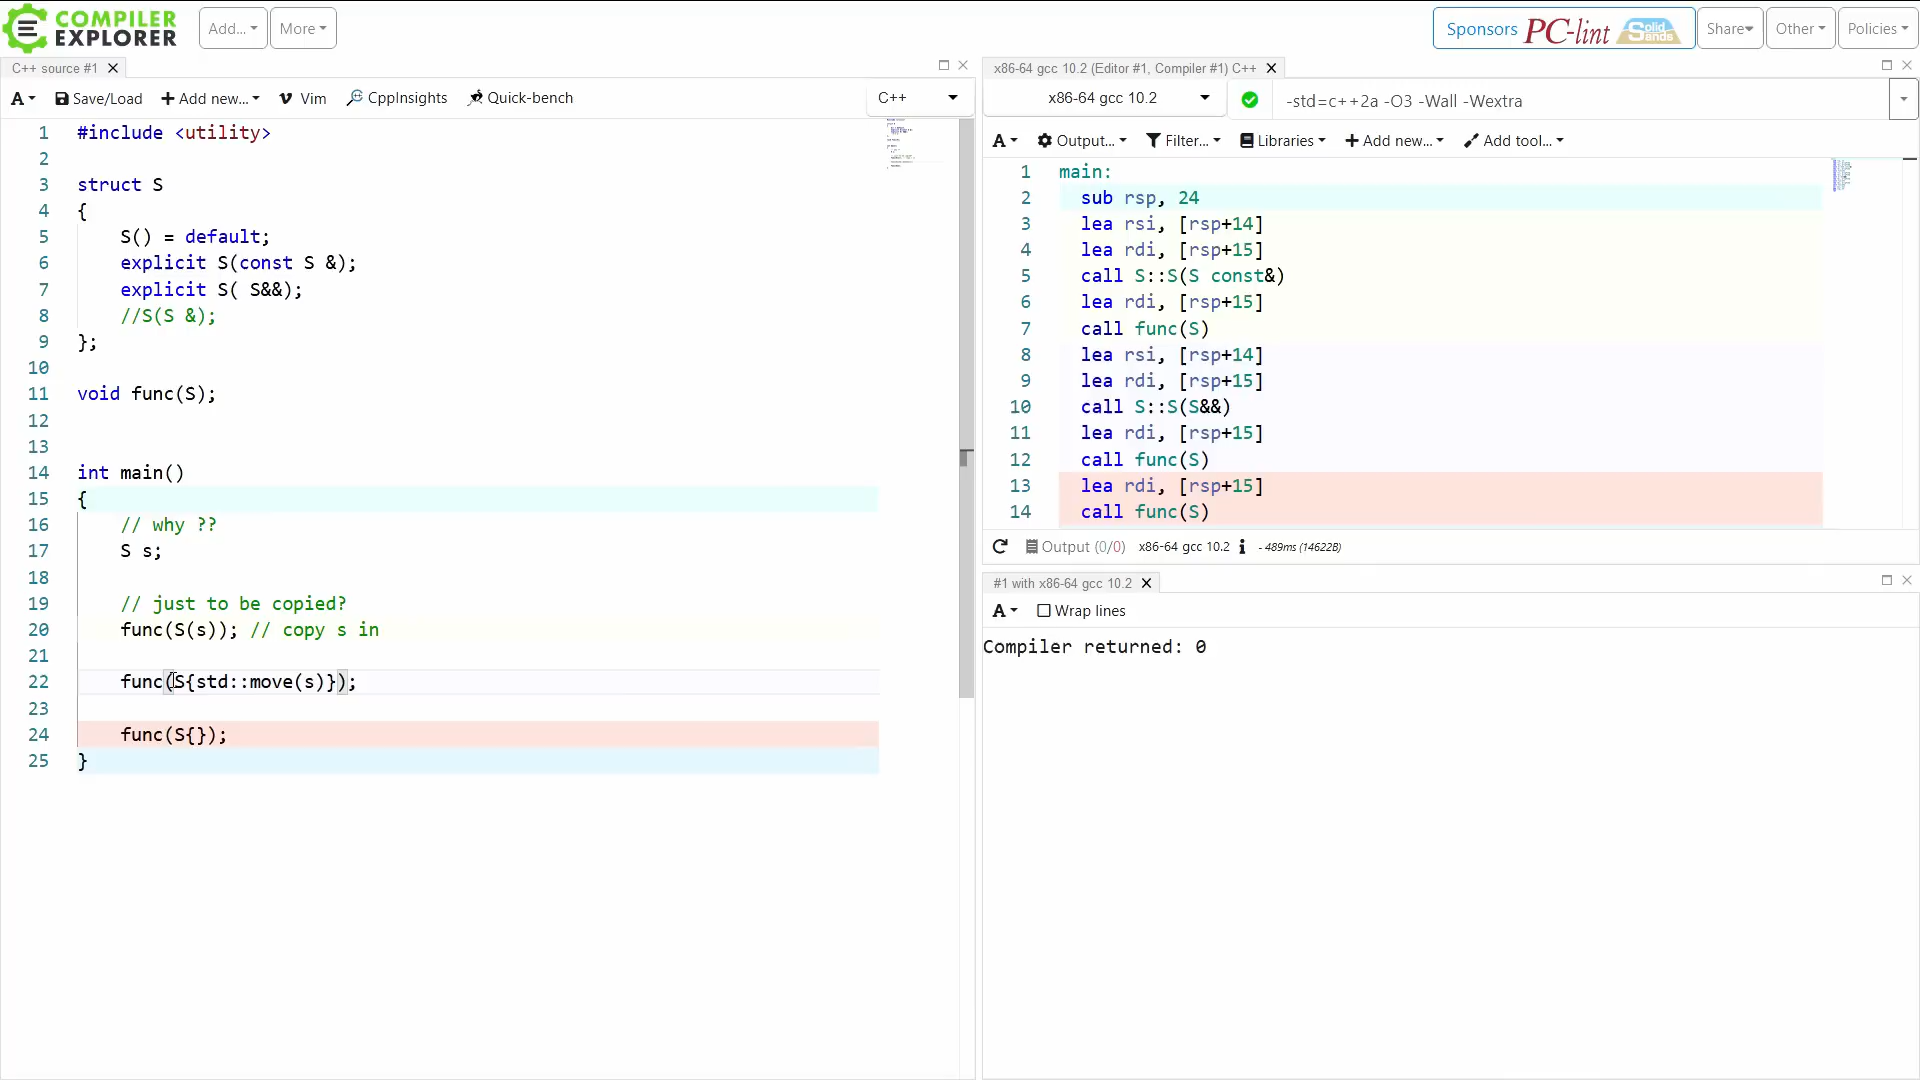 COMPILER
EXPLORER
Add...
More
Sponsors PC-lint Solid Sands
Share
Other
Policies
C++ source #1
A
Save/Load
Add new...
Vim
CppInsights
Quick-bench
C++
1 #include <utility>
2
3 struct S
4 {
5 S() = default;
6 explicit S(const S &);
7 explicit S( S&&);
8 //S(S &);
9 };
10
11 void func(S);
12
13
14 int main()
15 {
16 // why ??
17 S s;
18
19 // just to be copied?
20 func(S(s)); // copy s in
21
22 func(S{std::move(s)});
23
24 func(S{});
25 }
x86-64 gcc 10.2 (Editor #1, Compiler #1) C++
x86-64 gcc 10.2
-std=c++2a -O3 -Wall -Wextra
A
Output...
Filter...
Libraries
Add new...
Add tool...
1 main:
2 sub rsp, 24
3 lea rsi, [rsp+14]
4 lea rdi, [rsp+15]
5 call S::S(S const&)
6 lea rdi, [rsp+15]
7 call func(S)
8 lea rsi, [rsp+14]
9 lea rdi, [rsp+15]
10 call S::S(S&&)
11 lea rdi, [rsp+15]
12 call func(S)
13 lea rdi, [rsp+15]
14 call func(S)
Output (0/0) x86-64 gcc 10.2 i - 489ms (14622B)
#1 with x86-64 gcc 10.2
A
Wrap lines
Compiler returned: 0